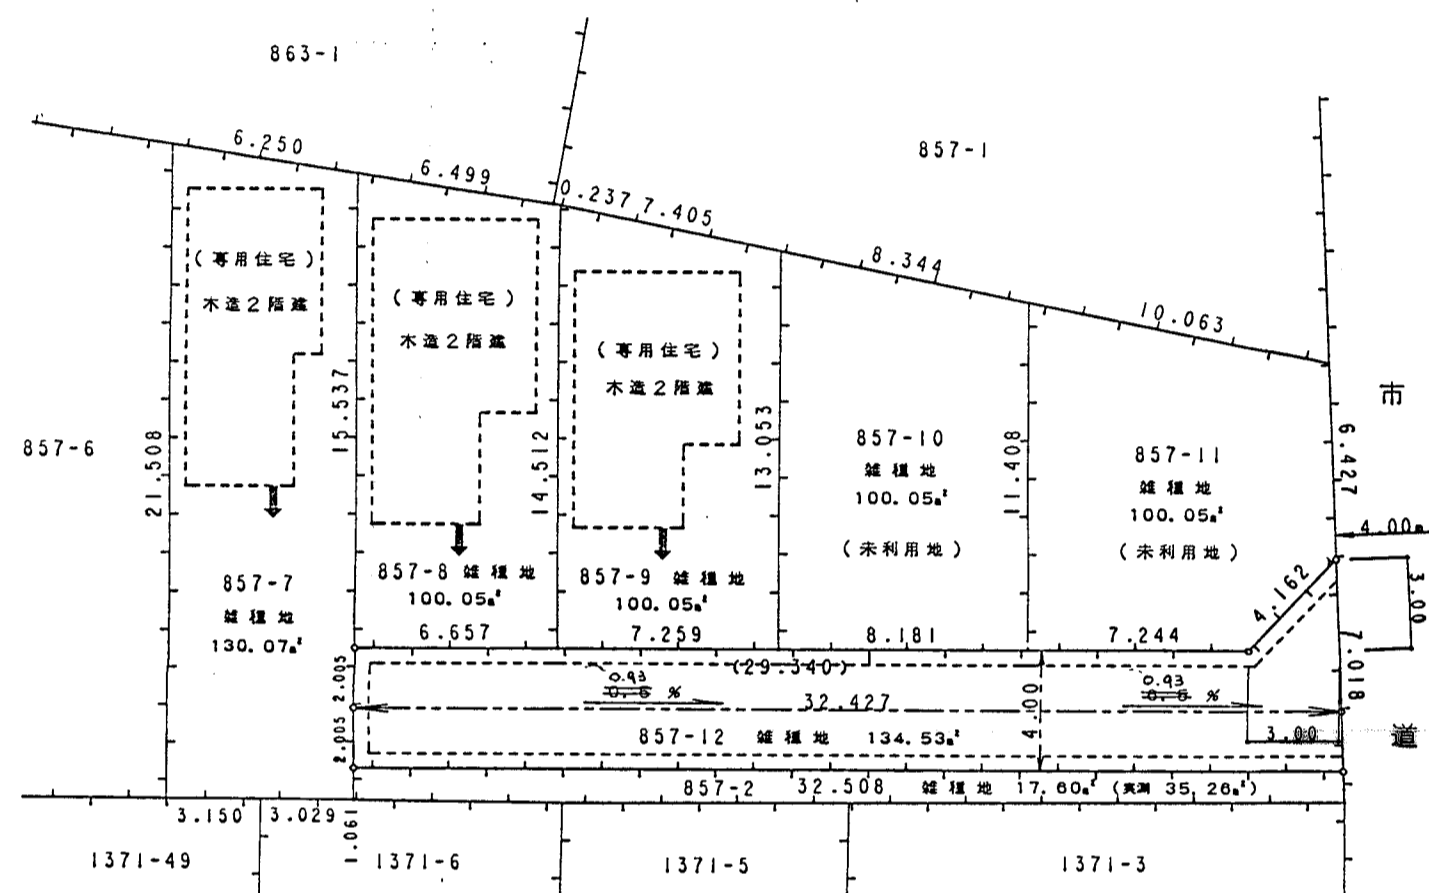 863-1
857-1
6.250
6.499
0.237
7.405
8.344
10.063
(専用住宅)
木造2階建
(専用住宅)
木造2階建
(専用住宅)
木造2階建
857-6
21.508
15.537
14.512
13.053
11.408
6.427
市
道
857-10
雑種地
100.05㎡
(未利用地)
857-11
雑種地
100.05㎡
(未利用地)
4.00m
4.162
3.00
7.018
857-7
雑種地
130.07㎡
857-8 雑種地
100.05㎡
857-9 雑種地
100.05㎡
6.657
7.259
8.181
7.244
(29.340)
2.005
2.005
0.93
0.6 %
0.93
0.6 %
32.427
4.00
3.00
857-12 雑種地 134.53㎡
857-2 32.508 雑種地 17.60㎡ (実測 35.26㎡)
3.150
3.029
1.061
1371-49
1371-6
1371-5
1371-3